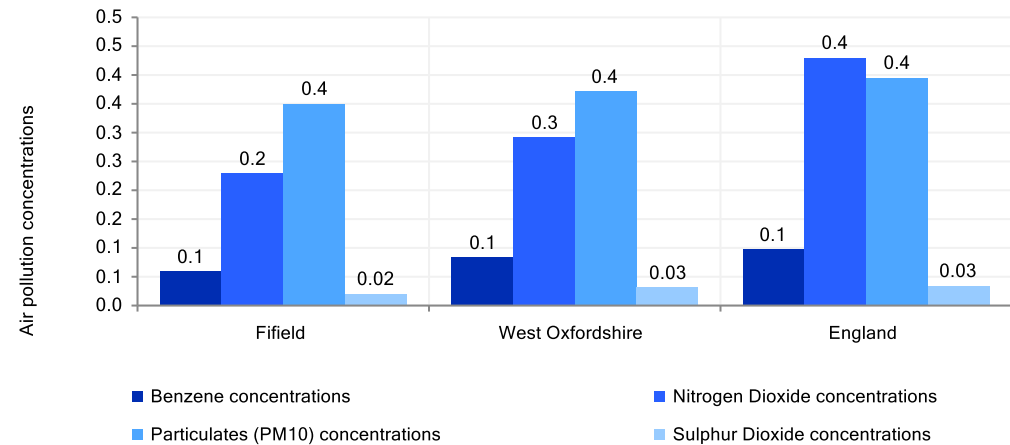 Air pollution concentrations
0.5
0.5
0.4
0.4
0.3
0.3
0.2
0.2
0.1
0.1
0.0
0.1
0.2
0.4
0.02
0.1
0.3
0.4
0.03
0.1
0.4
0.4
0.03
Fifield
West Oxfordshire
England
Benzene concentrations
Nitrogen Dioxide concentrations
Particulates (PM10) concentrations
Sulphur Dioxide concentrations